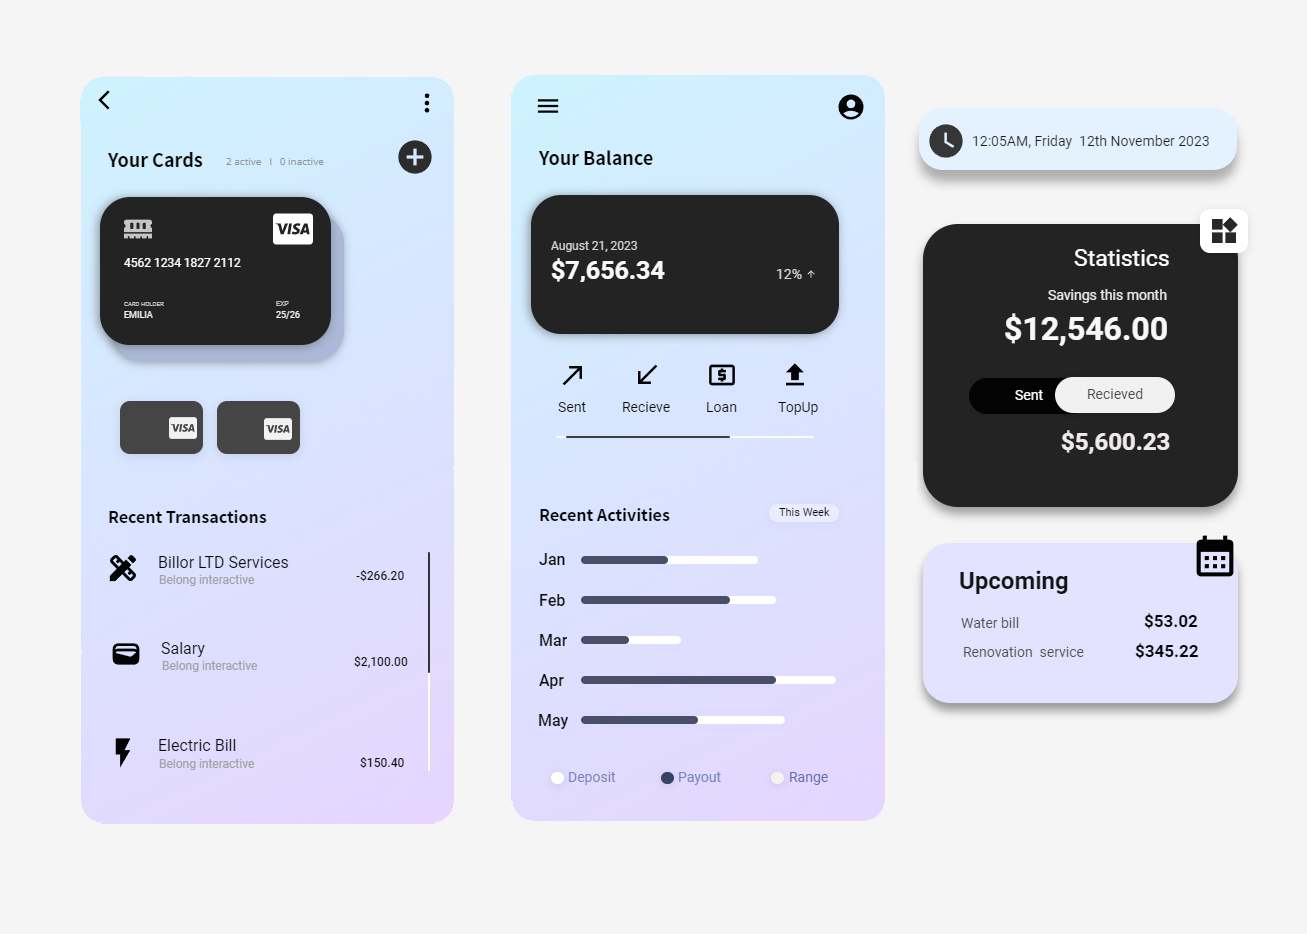 Your Cards
2 active | 0 inactive
VISA
4562 1234 1827 2112
CARD HOLDER
EXP
EMILIA
25/26
VISA
VISA
Recent Transactions
Billor LTD Services
Belong interactive
-$266.20
Salary
Belong interactive
$2,100.00
Electric Bill
Belong interactive
$150.40
Your Balance
August 21, 2023
$7,656.34
12% ↑
Sent
Recieve
Loan
TopUp
Recent Activities
This Week
Jan
Feb
Mar
Apr
May
Deposit
Payout
Range
12:05AM, Friday 12th November 2023
Statistics
Savings this month
$12,546.00
Sent
Recieved
$5,600.23
Upcoming
Water bill
$53.02
Renovation service
$345.22